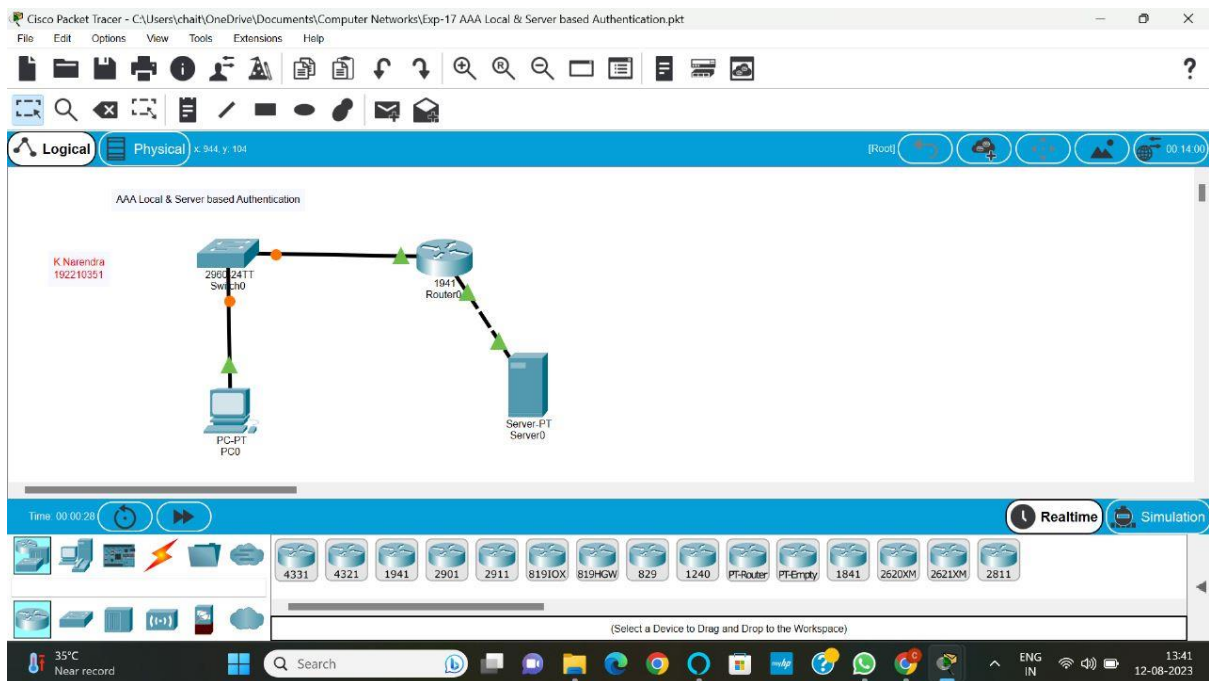 Cisco Packet Tracer - C:\Users\chait\OneDrive\Documents\Computer Networks\Exp-17 AAA Local & Server based Authentication.pkt
File Edit Options View Tools Extensions Help
Logical Physical x: 944, y: 104 [Root] 00:14:00
AAA Local & Server based Authentication
K Narendra
192210351
2960-24TT
Switch0
1941
Router0
Server-PT
Server0
PC-PT
PC0
Time: 00:00:28 Realtime Simulation
4331 4321 1941 2901 2911 819IOX 819HGW 829 1240 PT-Router PT-Empty 1841 2620XM 2621XM 2811
(Select a Device to Drag and Drop to the Workspace)
35°C
Near record
Search
ENG
IN
13:41
12-08-2023